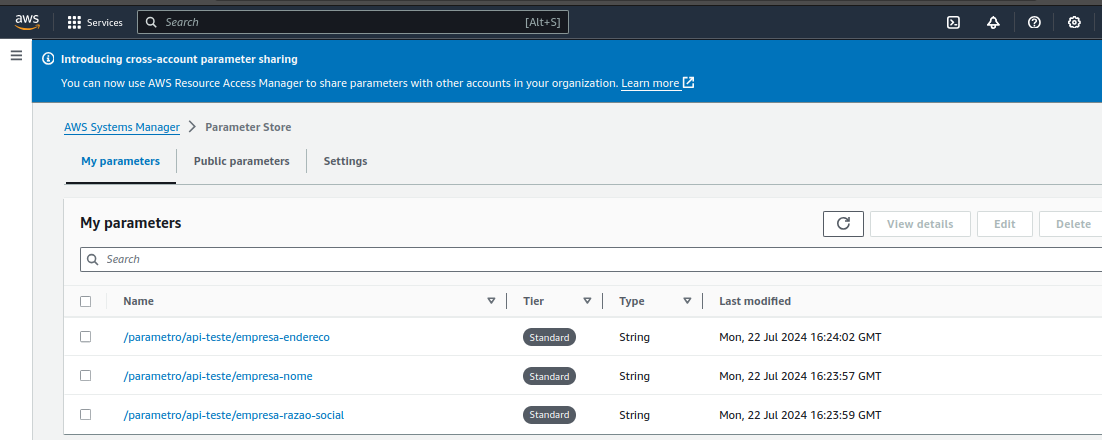 aws Services Search [Alt+S]
Introducing cross-account parameter sharing
You can now use AWS Resource Access Manager to share parameters with other accounts in your organization. Learn more
AWS Systems Manager > Parameter Store
My parameters Public parameters Settings
My parameters View details Edit Delete
Search
Name Tier Type Last modified
/parametro/api-teste/empresa-endereco Standard String Mon, 22 Jul 2024 16:24:02 GMT
/parametro/api-teste/empresa-nome Standard String Mon, 22 Jul 2024 16:23:57 GMT
/parametro/api-teste/empresa-razao-social Standard String Mon, 22 Jul 2024 16:23:59 GMT